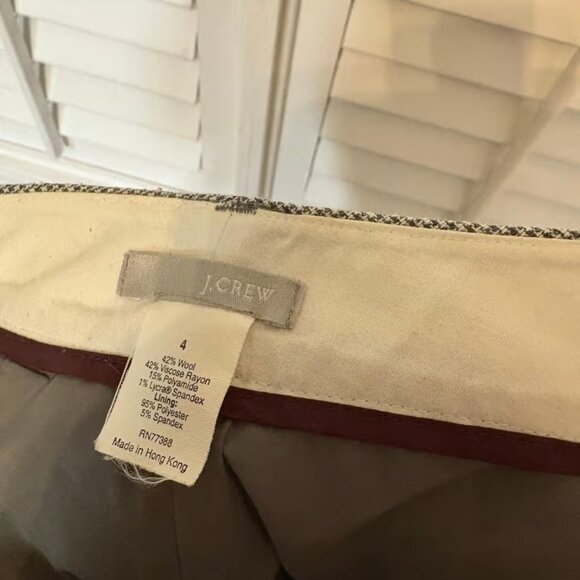 J.CREW
4
42% Wool
42% Viscose Rayon
15% Polyamide
1% Lycra® Spandex
Lining:
95% Polyester
5% Spandex
RN77388
Made in Hong Kong